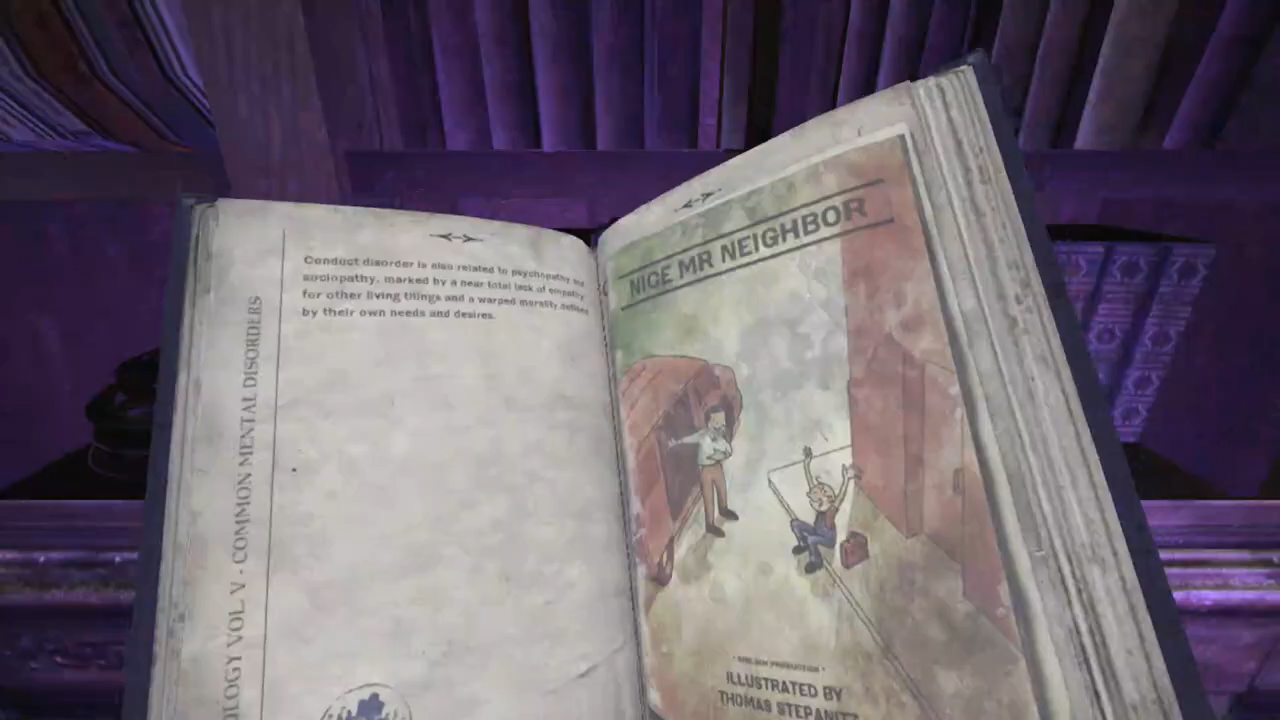 Conduct disorder is also related to psychopathy and
sociopathy, marked by a near total lack of empathy
for other living things and a warped morality defined
by their own needs and desires.
OLOGY VOL. V - COMMON MENTAL DISORDERS
NICE MR NEIGHBOR
PRODUCTION
ILLUSTRATED BY
THOMAS